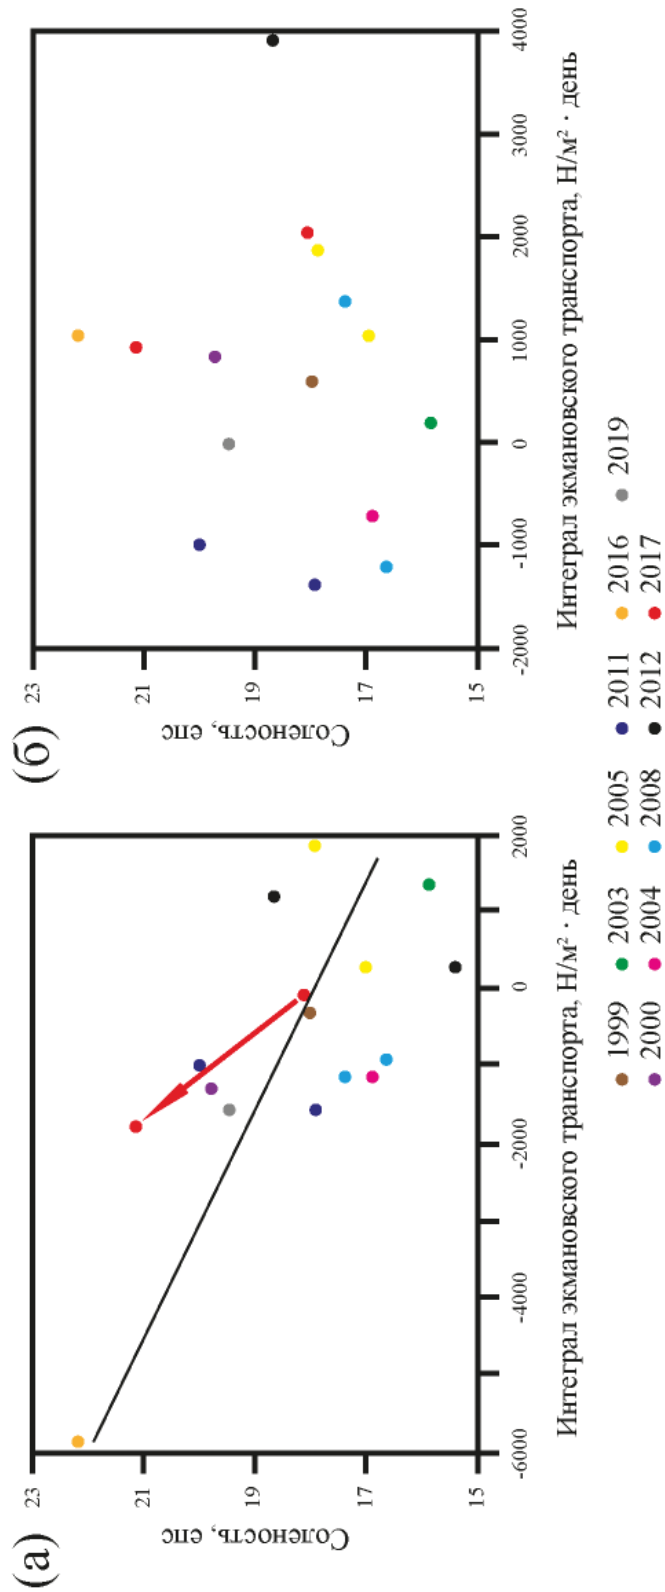 (а)
Соленость, епс
23
21
19
17
15
-6000
-4000
-2000
0
2000
Интеграл экмановского транспорта, Н/м² · день
(б)
Соленость, епс
23
21
19
17
15
-2000
-1000
0
1000
2000
3000
4000
Интеграл экмановского транспорта, Н/м² · день
1999 2003 2005 2011 2016 2019
2000 2004 2008 2012 2017